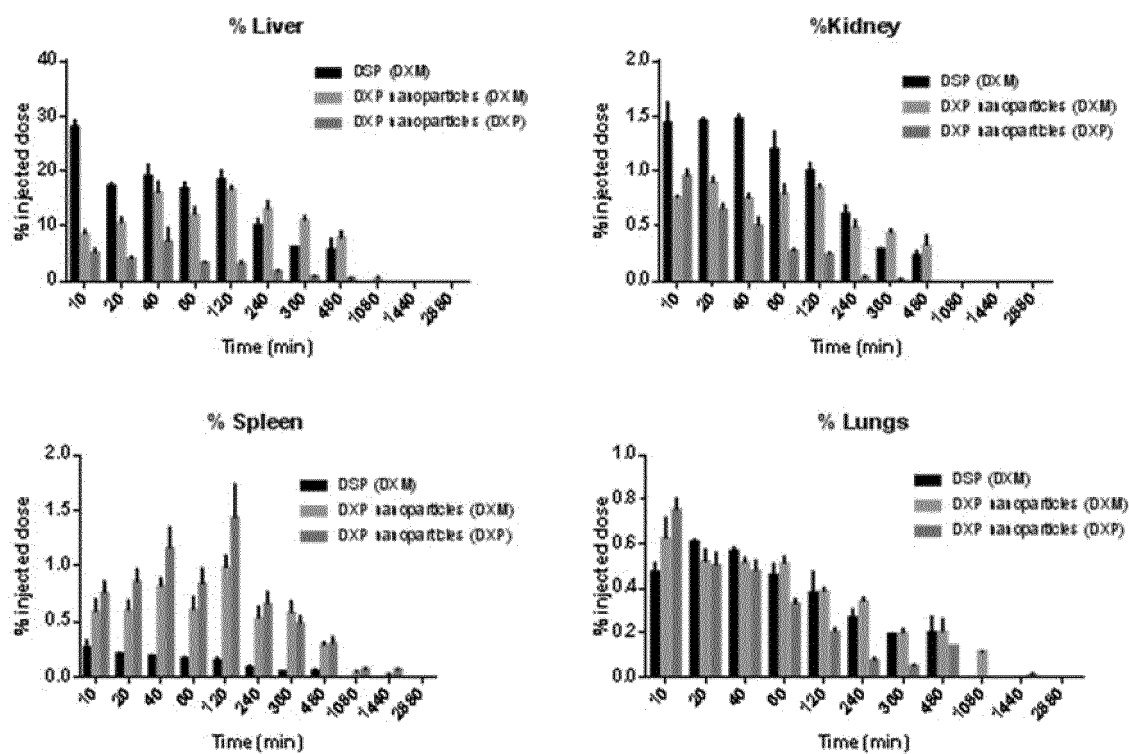 % Liver
40
30
20
10
0
% injected dose
DSP (DXM)
DXP nanoparticles (DXM)
DXP nanoparticles (DXP)
10 20 40 60 120 240 300 480 1080 1440 2880
Time (min)
%Kidney
2.0
1.5
1.0
0.5
0.0
% injected dose
DSP (DXM)
DXP nanoparticles (DXM)
DXP nanoparticles (DXP)
10 20 40 60 120 240 300 480 1080 1440 2880
Time (min)
% Spleen
2.0
1.5
1.0
0.5
0.0
% injected dose
DSP (DXM)
DXP nanoparticles (DXM)
DXP nanoparticles (DXP)
10 20 40 60 120 240 300 480 1080 1440 2880
Time (min)
% Lungs
1.0
0.8
0.6
0.4
0.2
0.0
% injected dose
DSP (DXM)
DXP nanoparticles (DXM)
DXP nanoparticles (DXP)
10 20 40 60 120 240 300 480 1080 1440 2880
Time (min)